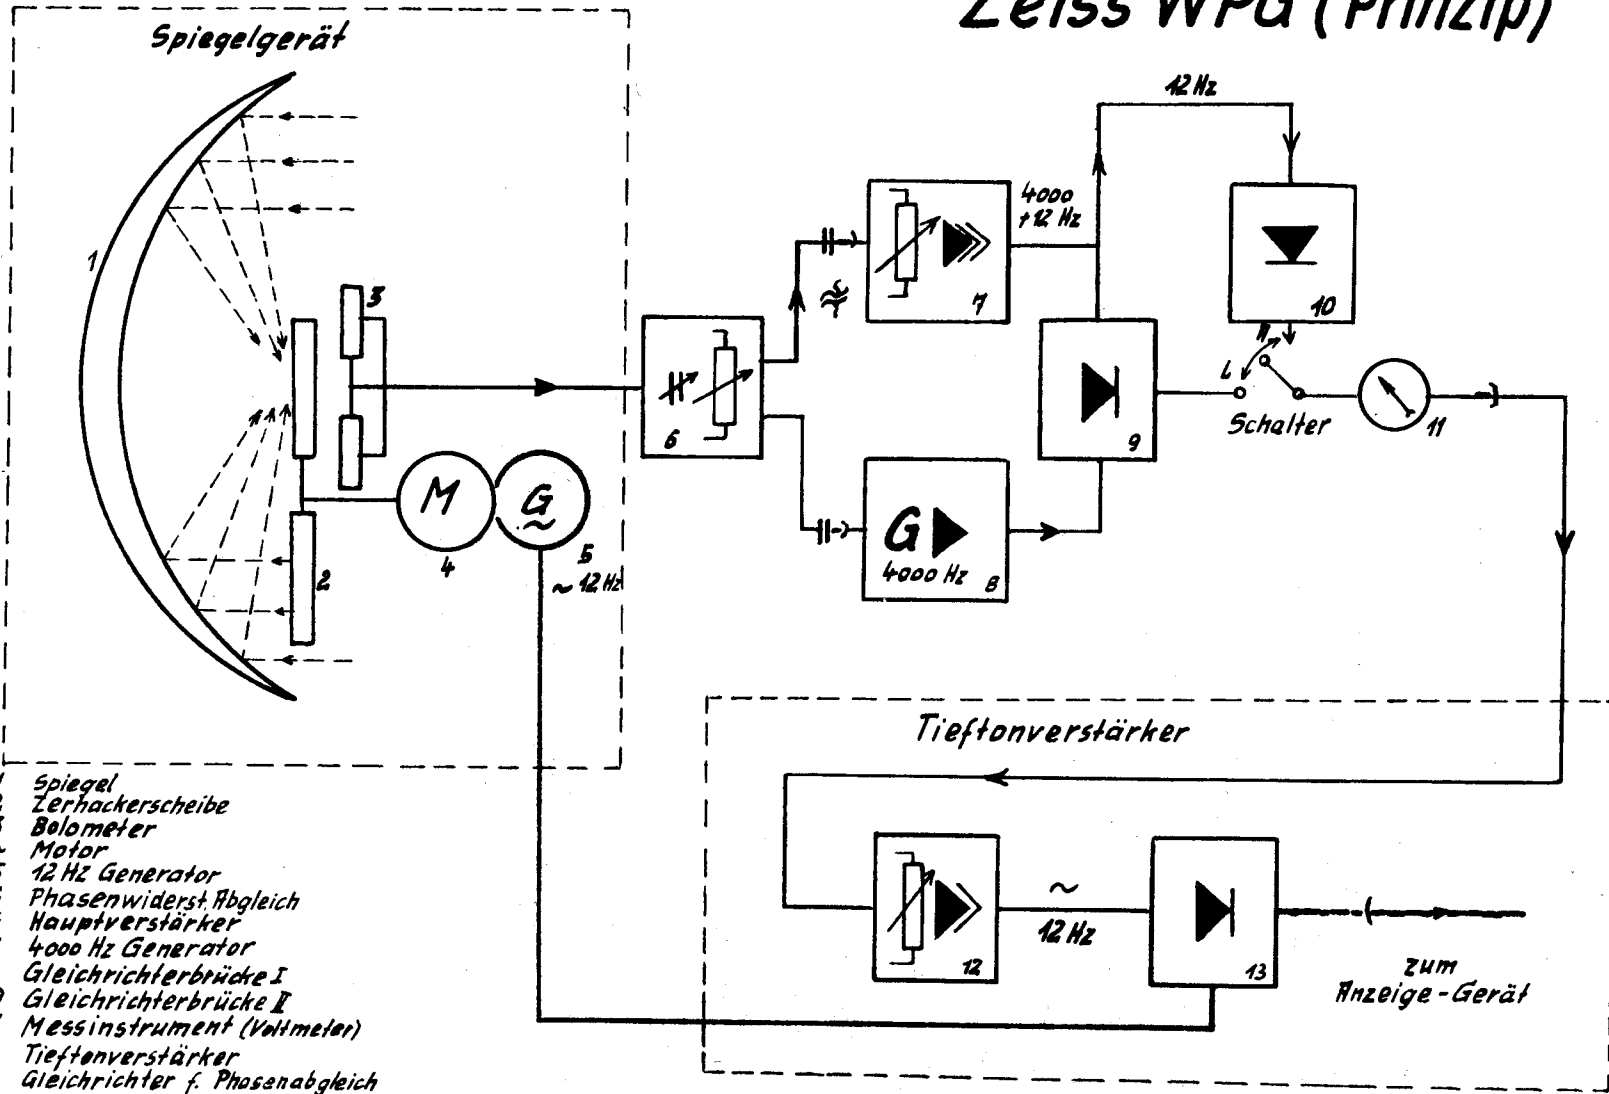 Zeiss WPG (Prinzip)
Spiegelgerät
12 Hz
1
3
4000
+12 Hz
7
10
R
L
Schalter
11
6
9
M
G
~
4
5
~ 12 Hz
2
G
4000 Hz
8
Tieftonverstärker
~
12 Hz
12
13
zum
Anzeige-Gerät
Spiegel
Zerhackerscheibe
Bolometer
Motor
12 Hz Generator
Phasenwiderst. Abgleich
Hauptverstärker
4000 Hz Generator
Gleichrichterbrücke I
Gleichrichterbrücke II
Messinstrument (Voltmeter)
Tieftonverstärker
Gleichrichter f. Phasenabgleich